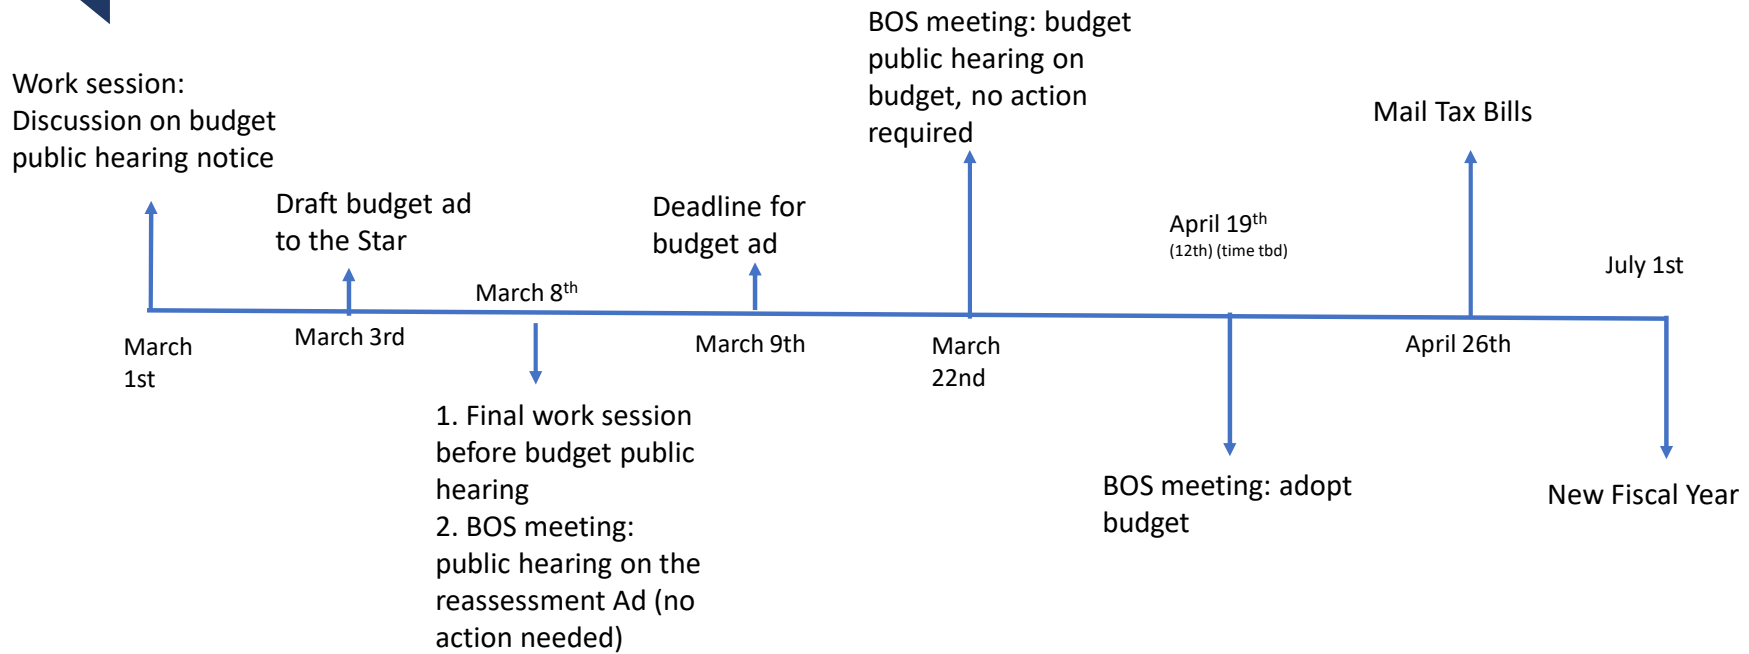 Work session:
Discussion on budget
public hearing notice
March
1st
Draft budget ad
to the Star
March 3rd
March 8th
1. Final work session
before budget public
hearing
2. BOS meeting:
public hearing on the
reassessment Ad (no
action needed)
Deadline for
budget ad
March 9th
BOS meeting: budget
public hearing on
budget, no action
required
March
22nd
April 19th
(12th) (time tbd)
BOS meeting: adopt
budget
Mail Tax Bills
April 26th
July 1st
New Fiscal Year